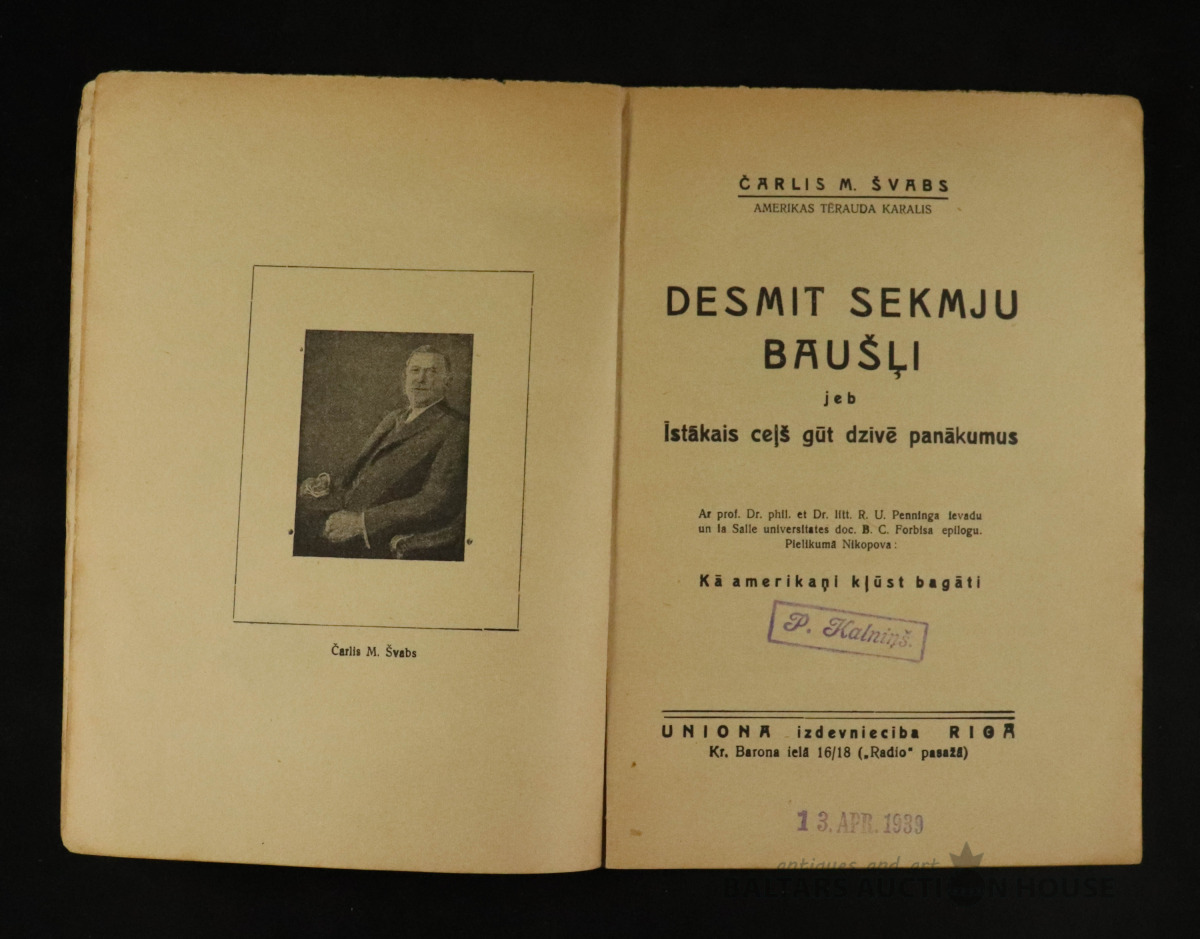 Čarlis M. Švabs
ČARLIS M. ŠVABS
AMERIKAS TĒRAUDA KARALIS
DESMIT SEKMJU
BAUŠĻI
jeb
Īstākais ceļš gūt dzivē panākumus
Ar prof. Dr. phil. et Dr. litt. R. U. Penninga ievadu
un la Salle universitates doc. B. C. Forbisa epilogu.
Pielikumā Nikopova:
Kā amerikaņi kļūst bagāti
P. Kalniņš.
UNIONA izdevniecība RIGĀ
Kr. Barona ielā 16/18 („Radio" pasažā)
13. APR. 1939
antiques and art
BALTARS AUCTION HOUSE